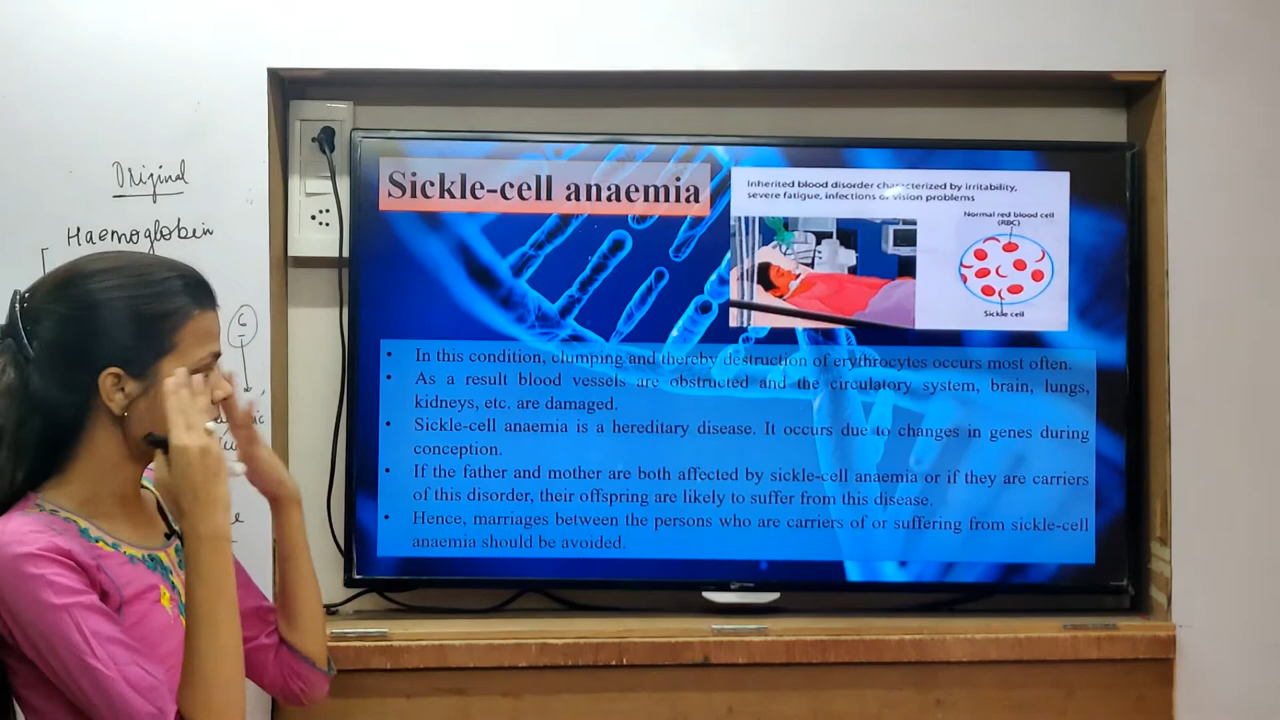 Original
Haemoglobin
6
Sickle-cell anaemia
Inherited blood disorder characterized by irritability,
severe fatigue, infections or vision problems
Normal red blood cell
(RBC)
Sickle cell
• In this condition, clumping and thereby destruction of erythrocytes occurs most often.
• As a result blood vessels are obstructed and the circulatory system, brain, lungs,
kidneys, etc. are damaged.
• Sickle-cell anaemia is a hereditary disease. It occurs due to changes in genes during
conception.
• If the father and mother are both affected by sickle-cell anaemia or if they are carriers
of this disorder, their offspring are likely to suffer from this disease.
• Hence, marriages between the persons who are carriers of or suffering from sickle-cell
anaemia should be avoided.